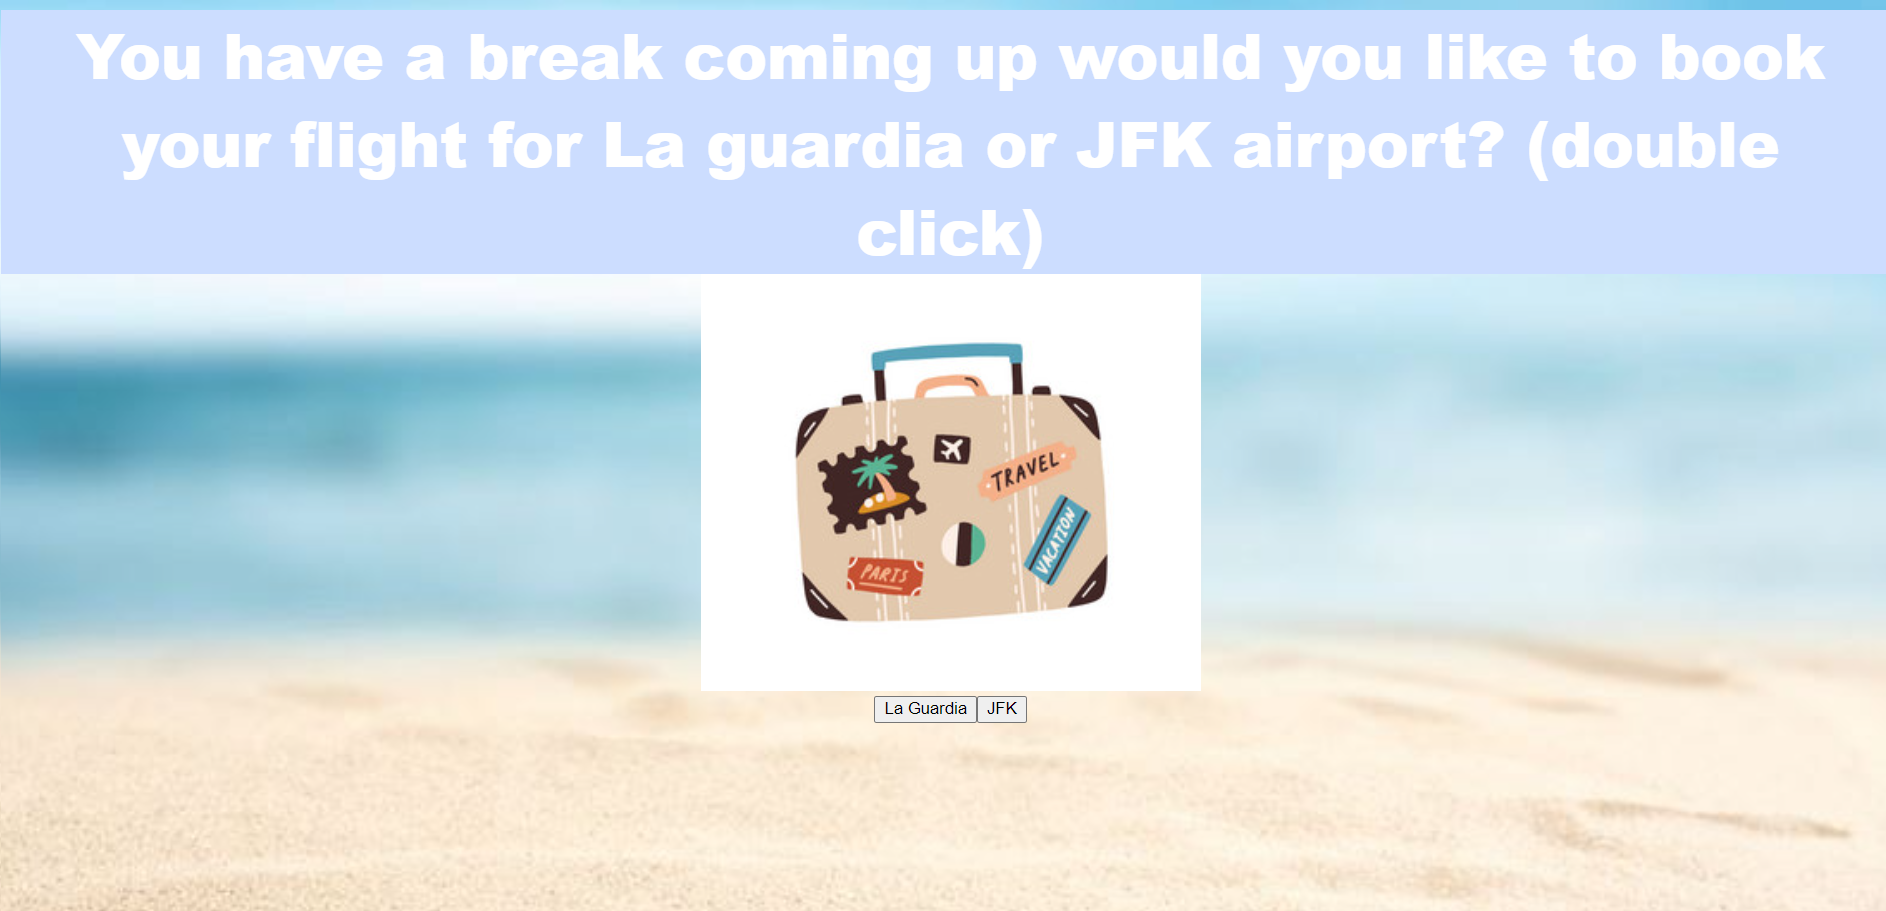 You have a break coming up would you like to book
your flight for La guardia or JFK airport? (double
click)
TRAVEL
VACATION
PARIS
La Guardia
JFK